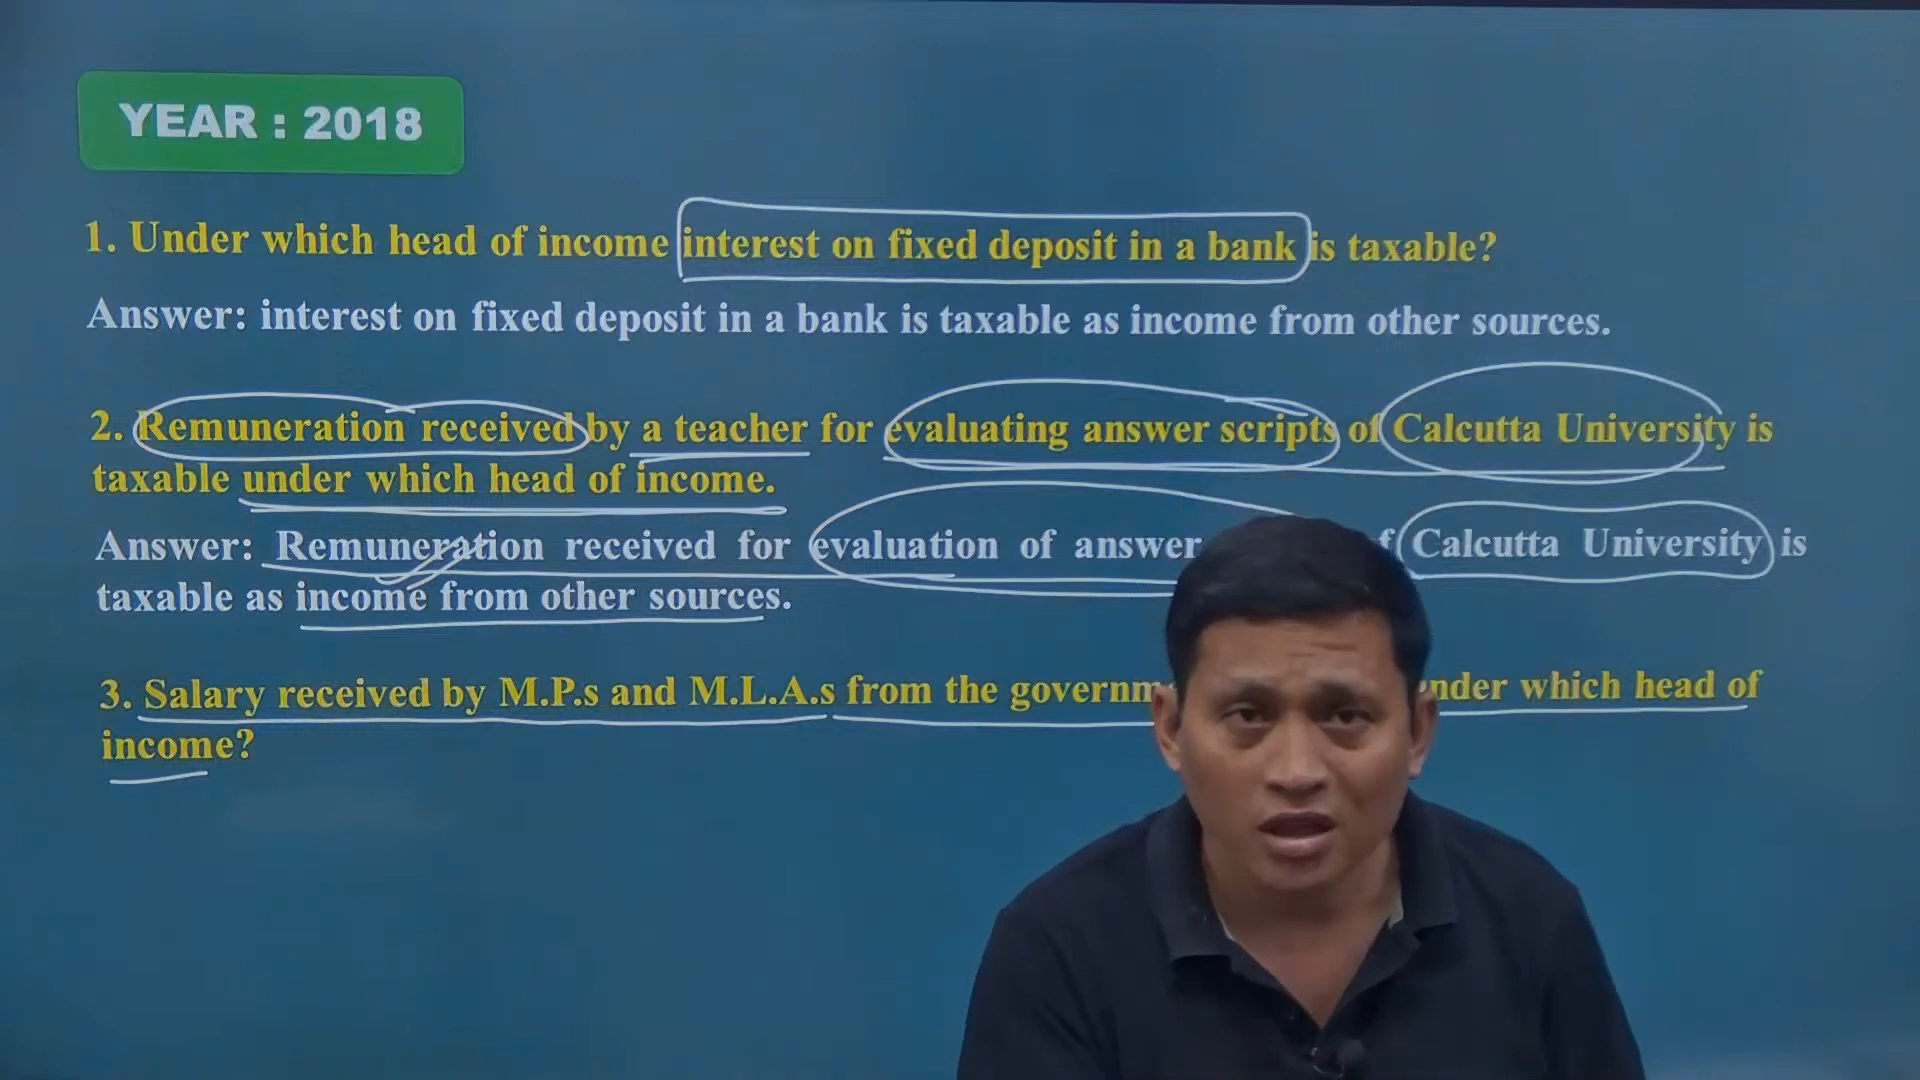 YEAR : 2018
1. Under which head of income interest on fixed deposit in a bank is taxable?
Answer: interest on fixed deposit in a bank is taxable as income from other sources.
2. Remuneration received by a teacher for evaluating answer scripts of Calcutta University is
taxable under which head of income.
Answer: Remuneration received for evaluation of answer Calcutta University is
taxable as income from other sources.
3. Salary received by M.P.s and M.L.A.s from the which head of
income?